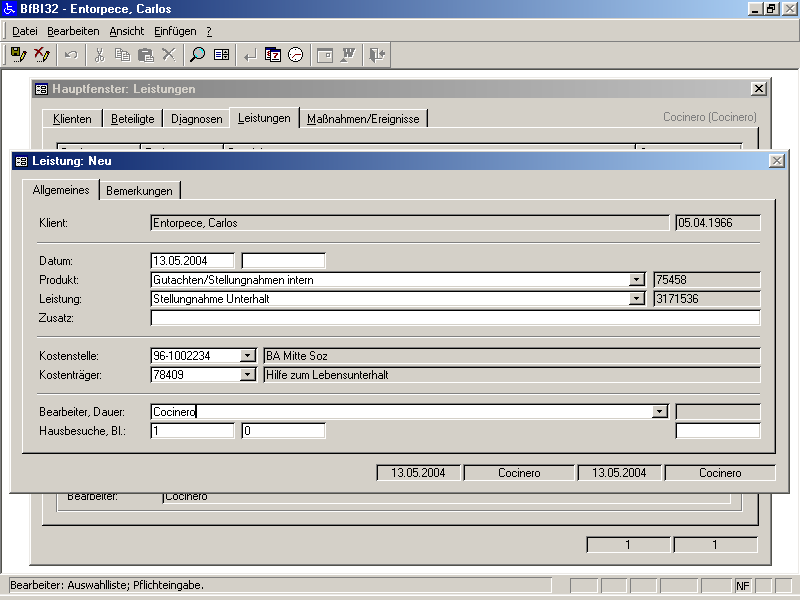 BfBI32 - Entorpece, Carlos
Datei Bearbeiten Ansicht Einfügen ?
Hauptfenster: Leistungen
Klienten Beteiligte Diagnosen Leistungen Maßnahmen/Ereignisse Cocinero (Cocinero)
Leistung: Neu
Allgemeines Bemerkungen
Klient: Entorpece, Carlos 05.04.1966
Datum: 13.05.2004
Produkt: Gutachten/Stellungnahmen intern 75458
Leistung: Stellungnahme Unterhalt 3171536
Zusatz:
Kostenstelle: 96-1002234 BA Mitte Soz
Kostenträger: 78409 Hilfe zum Lebensunterhalt
Bearbeiter, Dauer: Cocinero
Hausbesuche, Bl.: 1 0
13.05.2004 Cocinero 13.05.2004 Cocinero
Bearbeiter: Cocinero
1 1
Bearbeiter: Auswahlliste; Pflichteingabe. NF